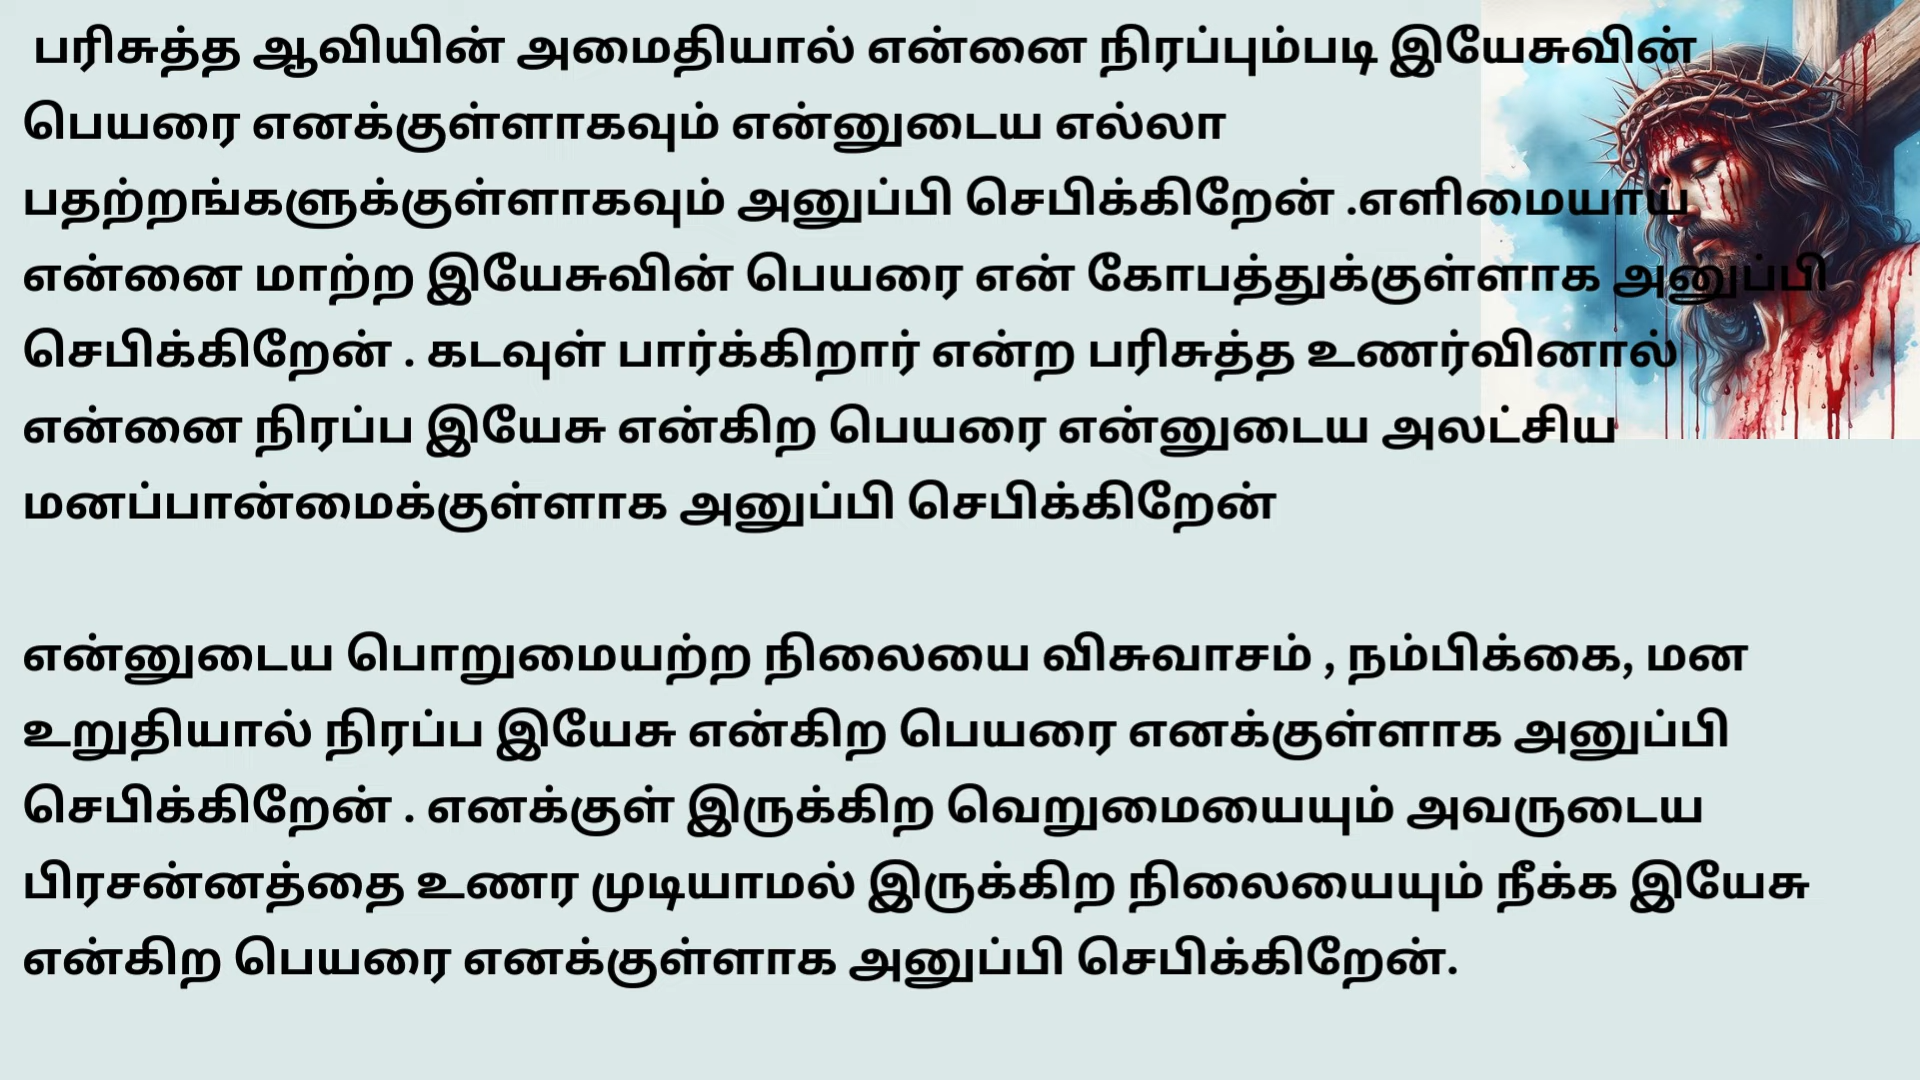 பரிசுத்த ஆவியின் அமைதியால் என்னை நிரப்பும்படி இயேசுவின்
பெயரை எனக்குள்ளாகவும் என்னுடைய எல்லா
பதற்றங்களுக்குள்ளாகவும் அனுப்பி செபிக்கிறேன் .எளிமையாய்
என்னை மாற்ற இயேசுவின் பெயரை என் கோபத்துக்குள்ளாக அனுப்பி
செபிக்கிறேன் . கடவுள் பார்க்கிறார் என்ற பரிசுத்த உணர்வினால்
என்னை நிரப்ப இயேசு என்கிற பெயரை என்னுடைய அலட்சிய
மனப்பான்மைக்குள்ளாக அனுப்பி செபிக்கிறேன்
என்னுடைய பொறுமையற்ற நிலையை விசுவாசம் , நம்பிக்கை, மன
உறுதியால் நிரப்ப இயேசு என்கிற பெயரை எனக்குள்ளாக அனுப்பி
செபிக்கிறேன் . எனக்குள் இருக்கிற வெறுமையையும் அவருடைய
பிரசன்னத்தை உணர முடியாமல் இருக்கிற நிலையையும் நீக்க இயேசு
என்கிற பெயரை எனக்குள்ளாக அனுப்பி செபிக்கிறேன்.